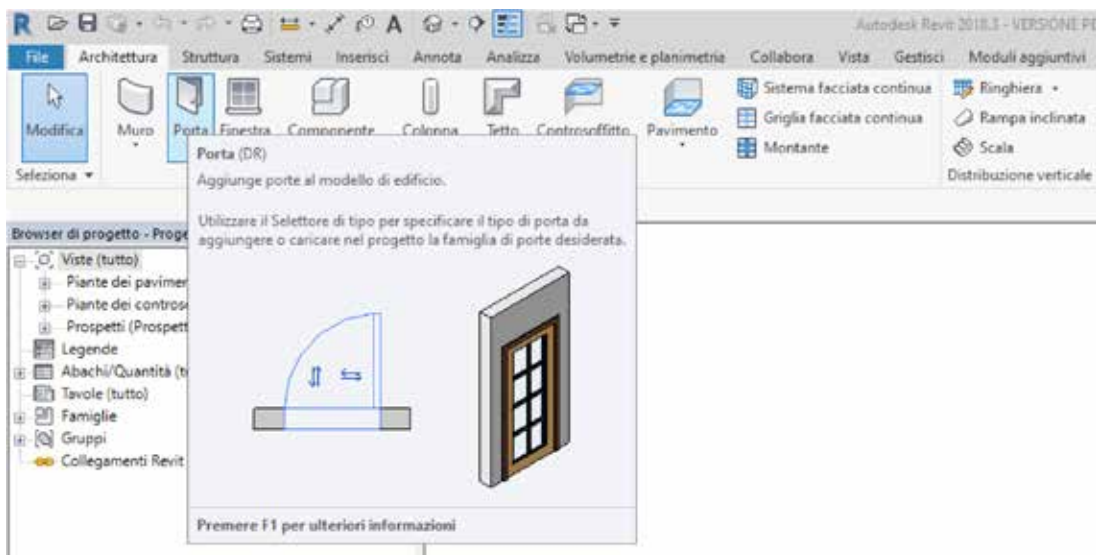 Autodesk Revit 2018.3 - VERSIONE
File Architettura Struttura Sistemi Inserisci Annota Analizza Volumetrie e planimetria Collabora Vista Gestisci Moduli aggiuntivi
Modifica Muro Porta Finestra Componente Colonna Tetto Controsoffitto Pavimento
Sistema facciata continua
Griglia facciata continua
Montante
Ringhiera
Rampa inclinata
Scala
Seleziona
Distribuzione verticale
Porta (DR)
Aggiunge porte al modello di edificio.
Utilizzare il Selettore di tipo per specificare il tipo di porta da
aggiungere o caricare nel progetto la famiglia di porte desiderata.
Premere F1 per ulteriori informazioni
Browser di progetto - Proge
Viste (tutto)
Piante dei pavimen
Piante dei contros
Prospetti (Prospett
Legende
Abachi/Quantità (t
Tavole (tutto)
Famiglie
Gruppi
Collegamenti Revit